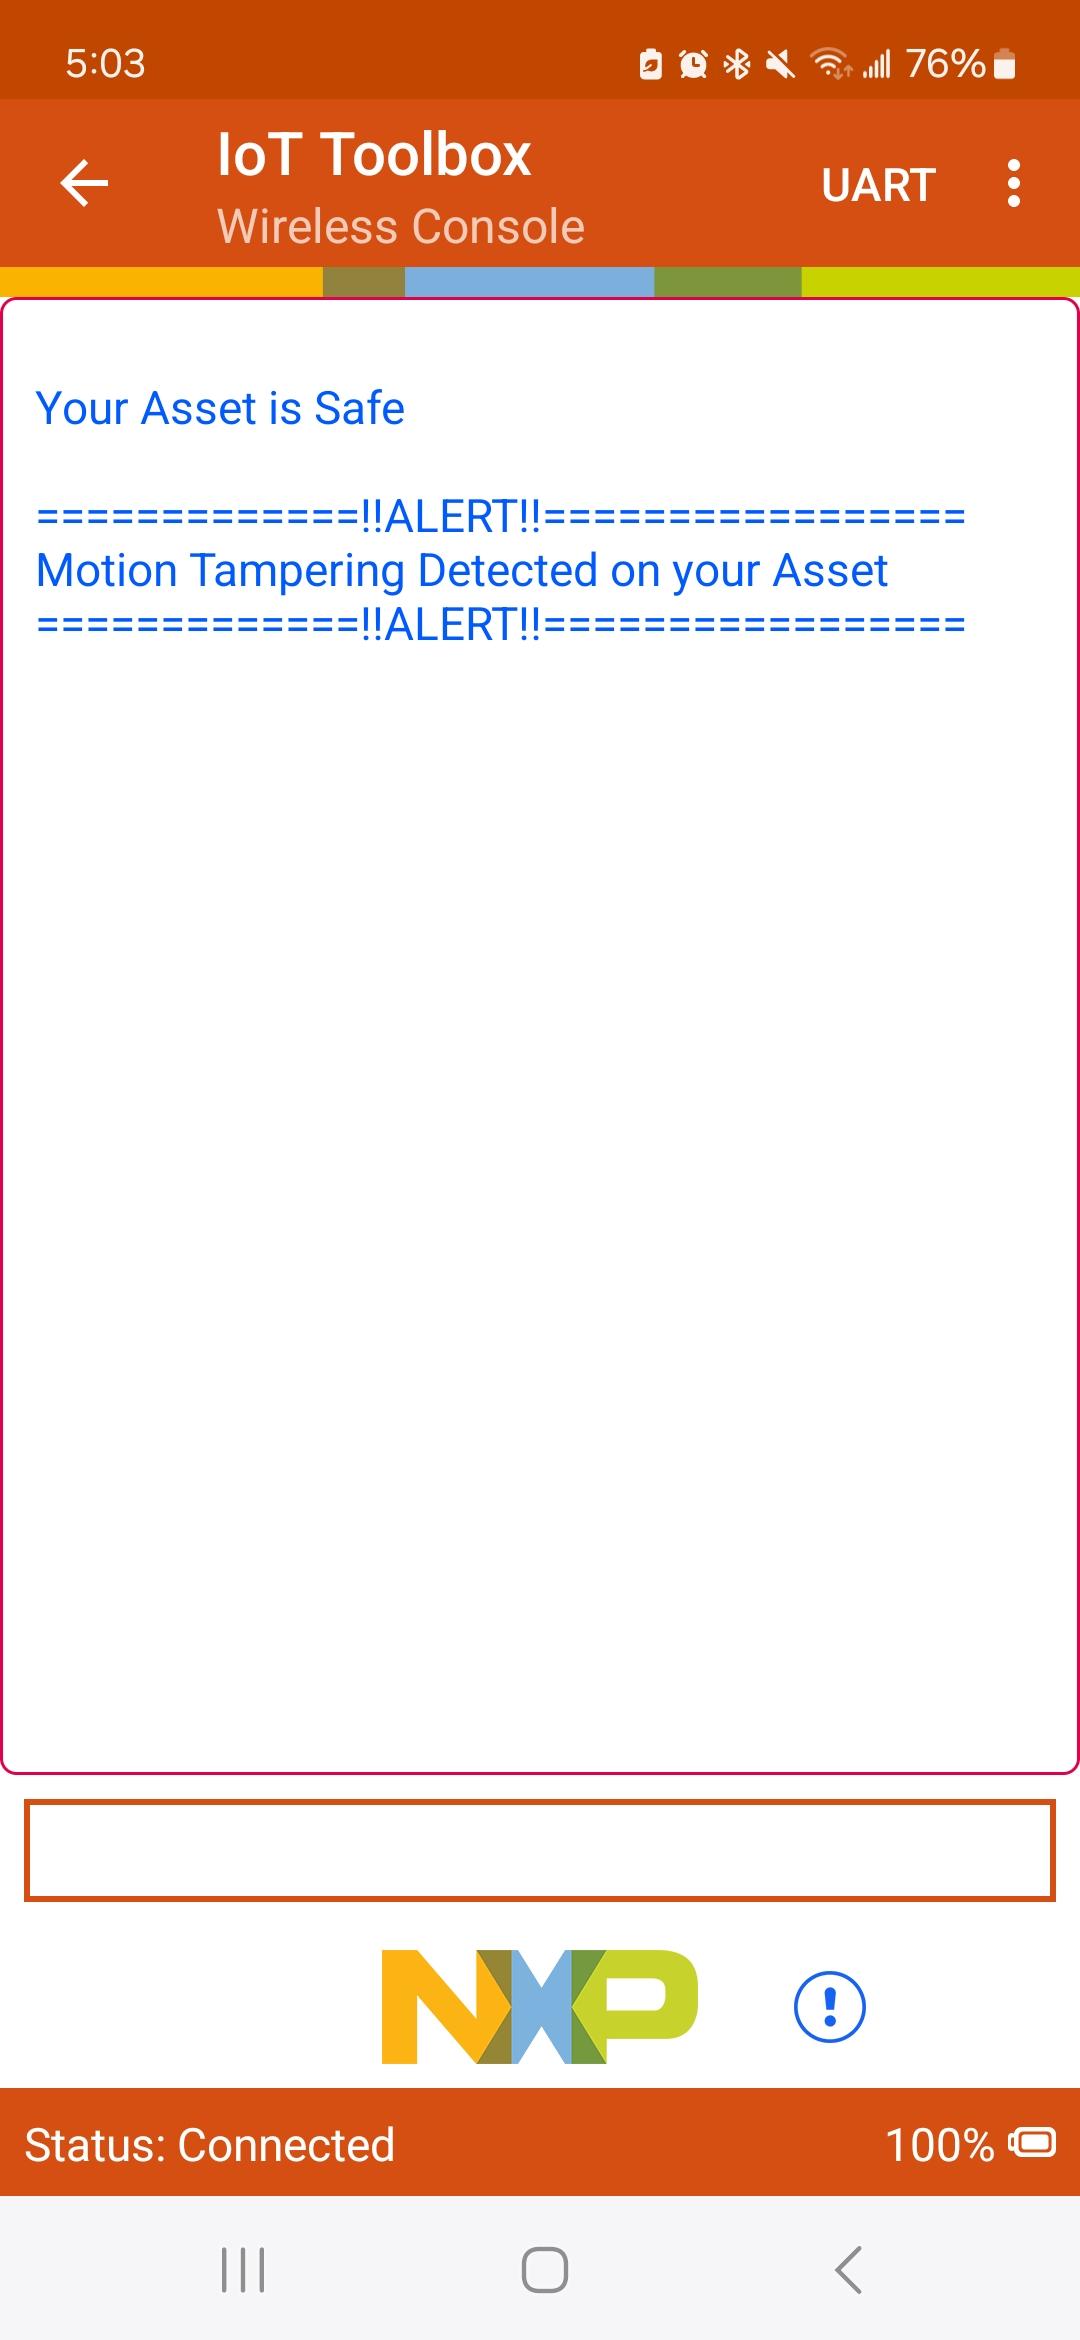 5:03
76%
IoT Toolbox
Wireless Console
UART
Your Asset is Safe
=============!!ALERT!!=================
Motion Tampering Detected on your Asset
=============!!ALERT!!=================
NXP
Status: Connected
100%